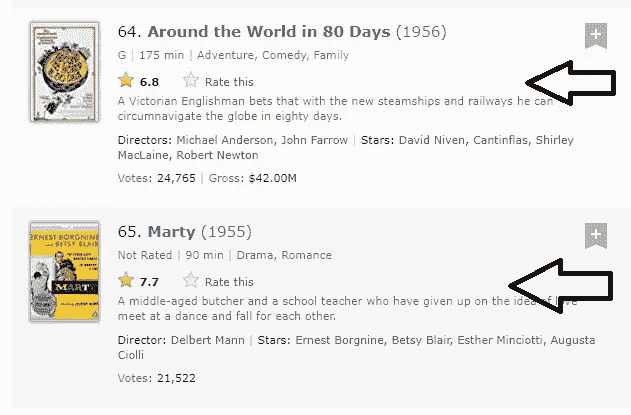 64. Around the World in 80 Days (1956)
G | 175 min | Adventure, Comedy, Family
6.8 Rate this
A Victorian Englishman bets that with the new steamships and railways he can
circumnavigate the globe in eighty days.
Directors: Michael Anderson, John Farrow | Stars: David Niven, Cantinflas, Shirley
MacLaine, Robert Newton
Votes: 24,765 | Gross: $42.00M
ERNEST BORGNINE
BETSY BLAIR
MARTY
65. Marty (1955)
Not Rated | 90 min | Drama, Romance
7.7 Rate this
A middle-aged butcher and a school teacher who have given up on the idea of love
meet at a dance and fall for each other.
Director: Delbert Mann | Stars: Ernest Borgnine, Betsy Blair, Esther Minciotti, Augusta
Ciolli
Votes: 21,522